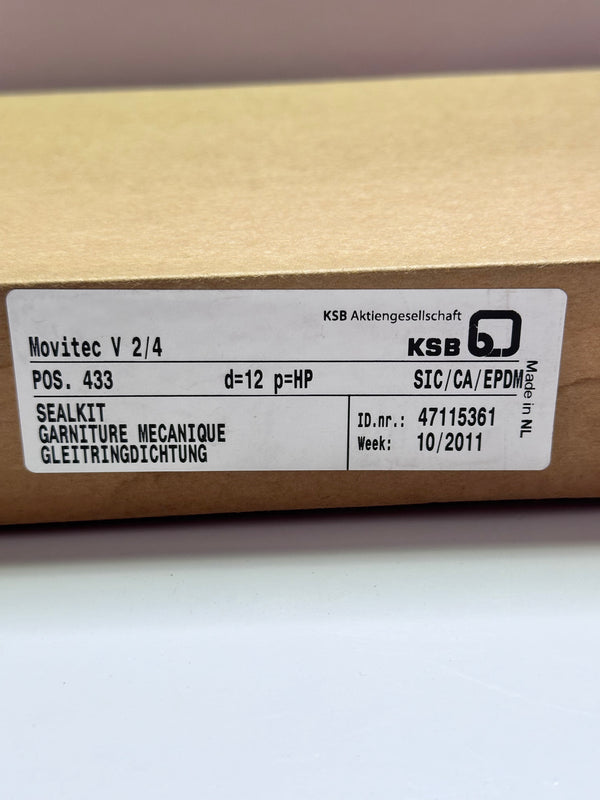 KSB Aktiengesellschaft
KSB
Movitec V 2/4
POS. 433 d=12 p=HP SIC/CA/EPDM
SEALKIT
GARNITURE MECANIQUE
GLEITRINGDICHTUNG
ID.nr.: 47115361
Week: 10/2011
Made in NL